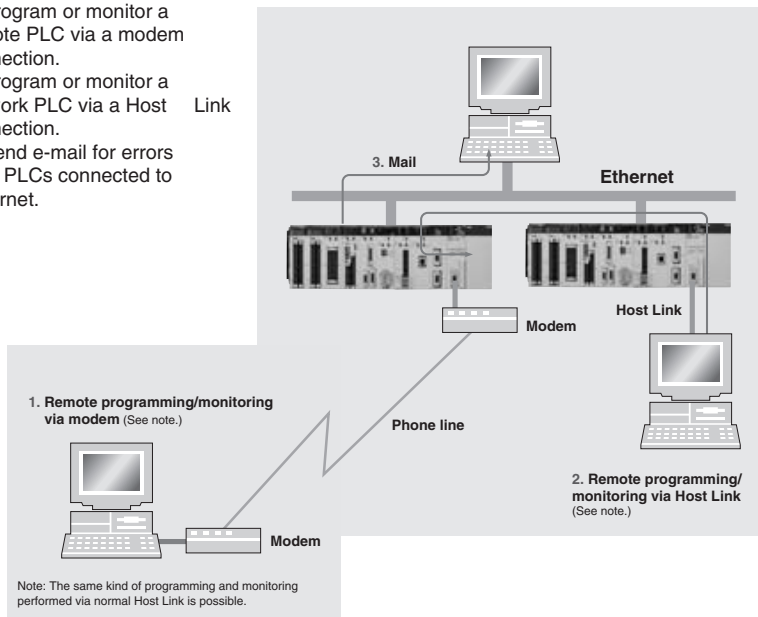 rogram or monitor a
ote PLC via a modem
nection.
rogram or monitor a
ork PLC via a Host Link
nection.
end e-mail for errors
PLCs connected to
rnet.
3. Mail
Ethernet
Host Link
Modem
1. Remote programming/monitoring
via modem (See note.)
Phone line
2. Remote programming/
monitoring via Host Link
(See note.)
Modem
Note: The same kind of programming and monitoring
performed via normal Host Link is possible.